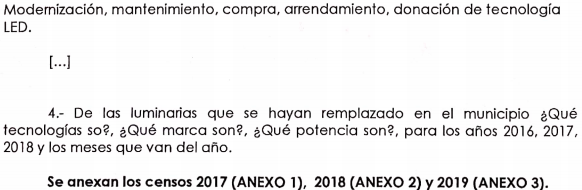 Modernización, mantenimiento, compra, arrendamiento, donación de tecnología
LED.
[...]
4.- De las luminarias que se hayan remplazado en el municipio ¿Qué
tecnologías so?, ¿Qué marca son?, ¿Qué potencia son?, para los años 2016, 2017,
2018 y los meses que van del año.
Se anexan los censos 2017 (ANEXO 1), 2018 (ANEXO 2) y 2019 (ANEXO 3).